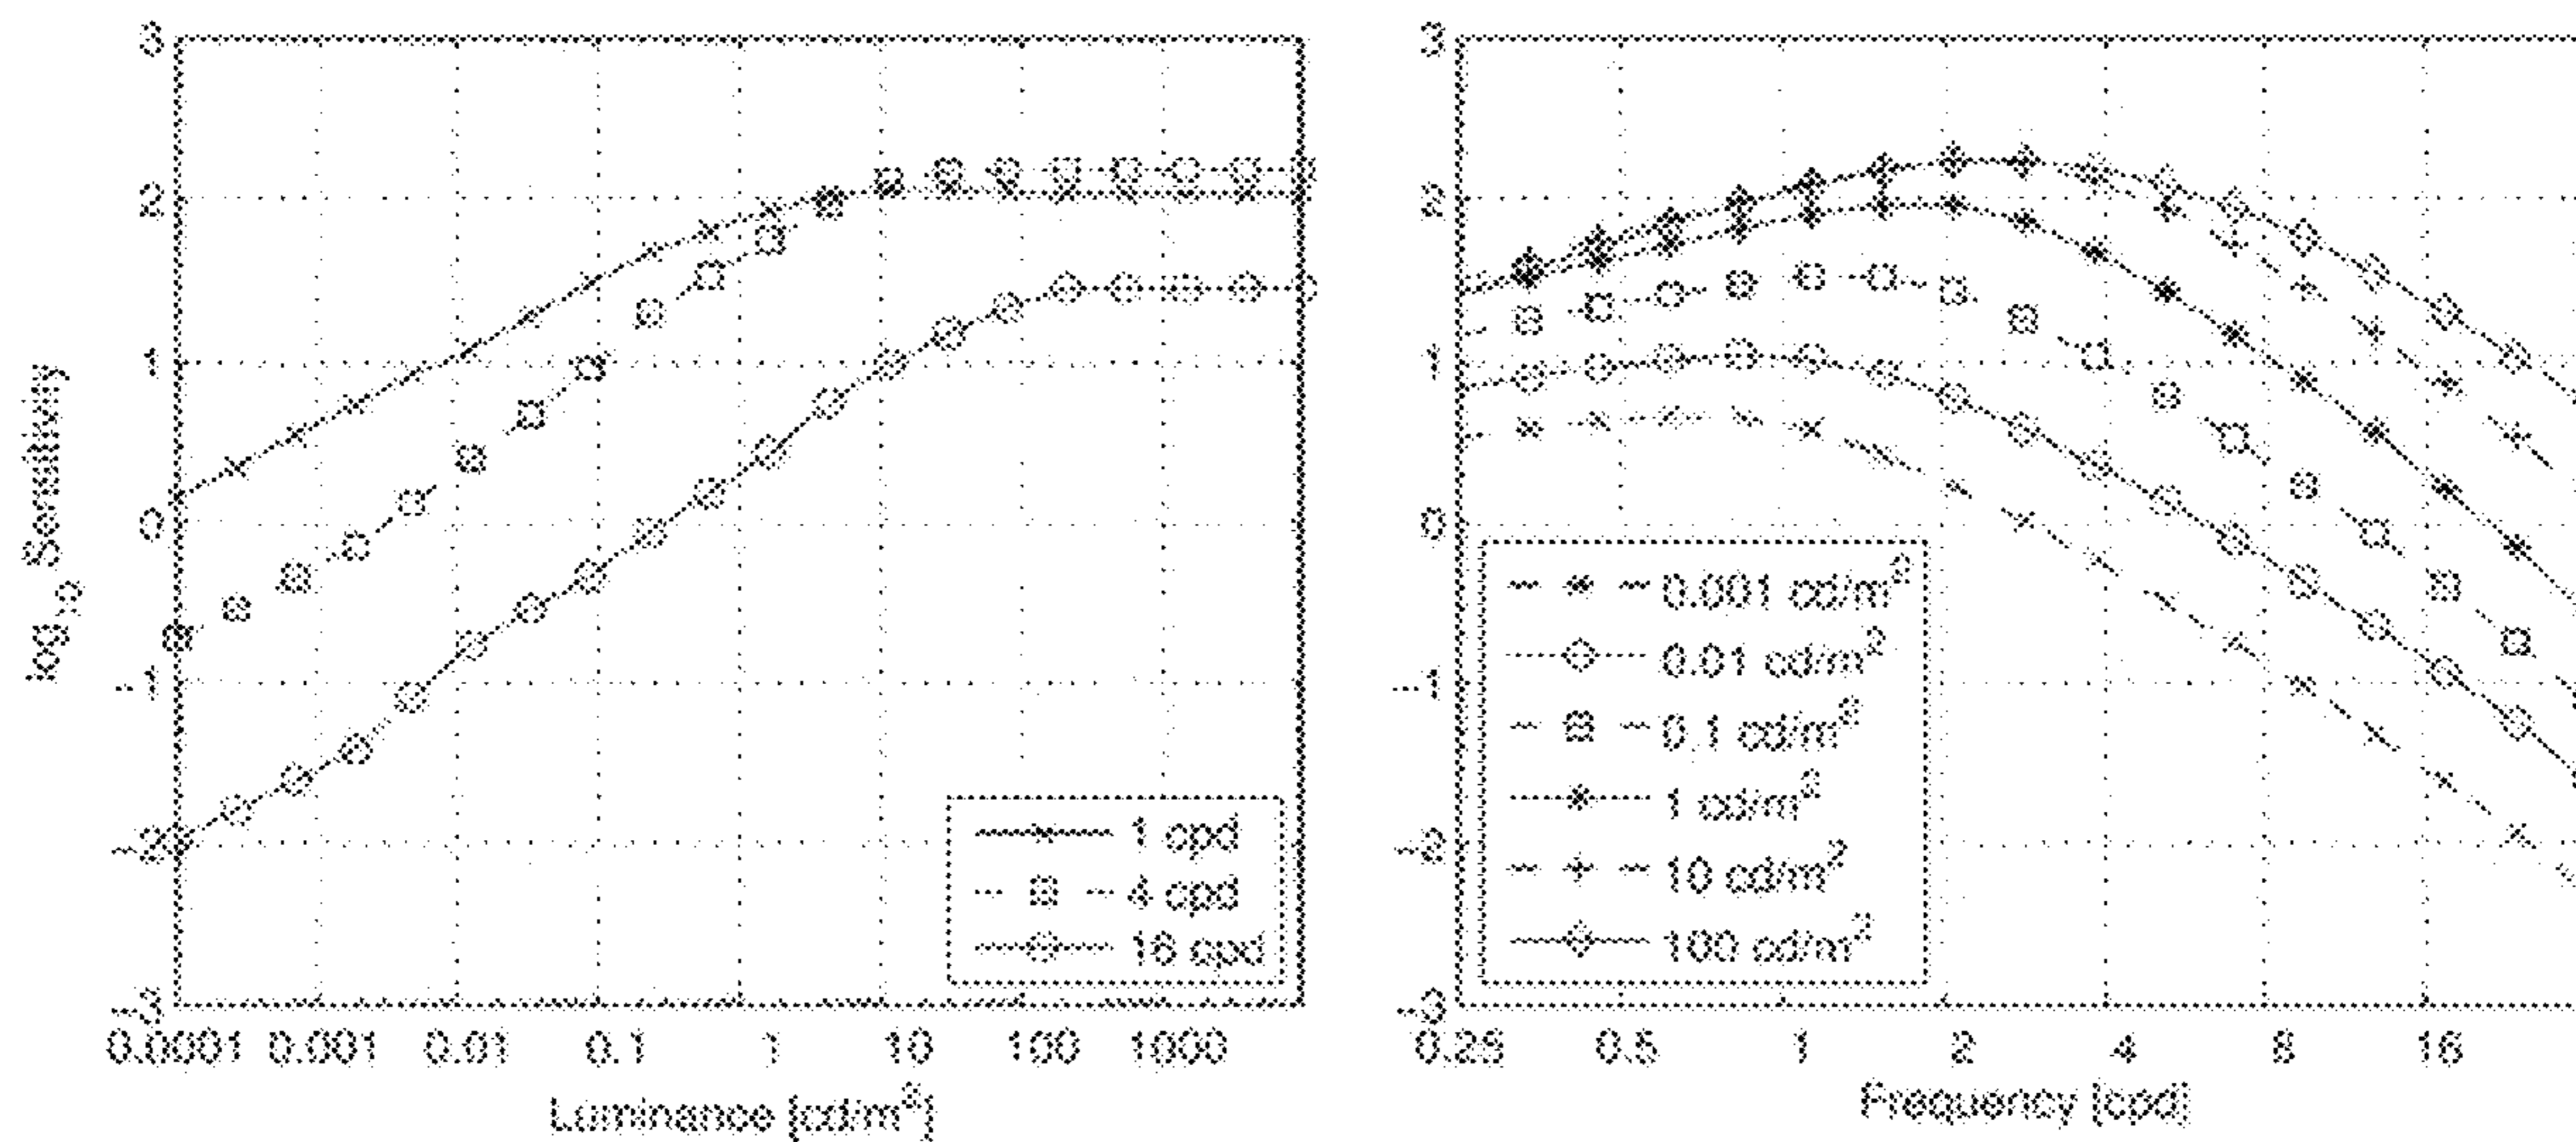 3
2
1
0
-1
-2
-3
log10 Sensitivity
0.0001 0.001 0.01 0.1 1 10 100 1000
Luminance [cd/m²]
1 cpd
4 cpd
16 cpd
3
2
1
0
-1
-2
-3
0.25 0.5 1 2 4 8 16
Frequency [cpd]
0.001 cd/m²
0.01 cd/m²
0.1 cd/m²
1 cd/m²
10 cd/m²
100 cd/m²